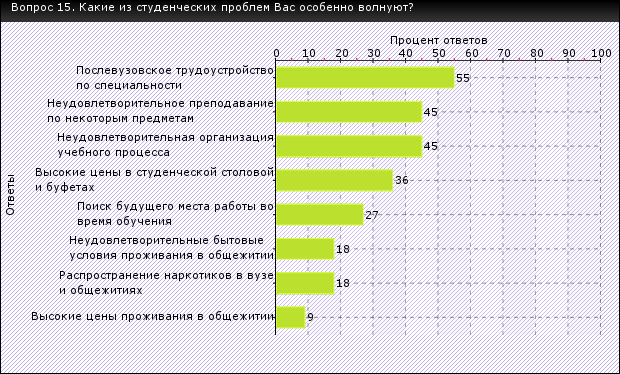 Вопрос 15. Какие из студенческих проблем Вас особенно волнуют?
Процент ответов
0 10 20 30 40 50 60 70 80 90 100
Ответы
Послевузовское трудоустройство
по специальности
55
Неудовлетворительное преподавание
по некоторым предметам
45
Неудовлетворительная организация
учебного процесса
45
Высокие цены в студенческой столовой
и буфетах
36
Поиск будущего места работы во
время обучения
27
Неудовлетворительные бытовые
условия проживания в общежитии
18
Распространение наркотиков в вузе
и общежитиях
18
Высокие цены проживания в общежитии
9